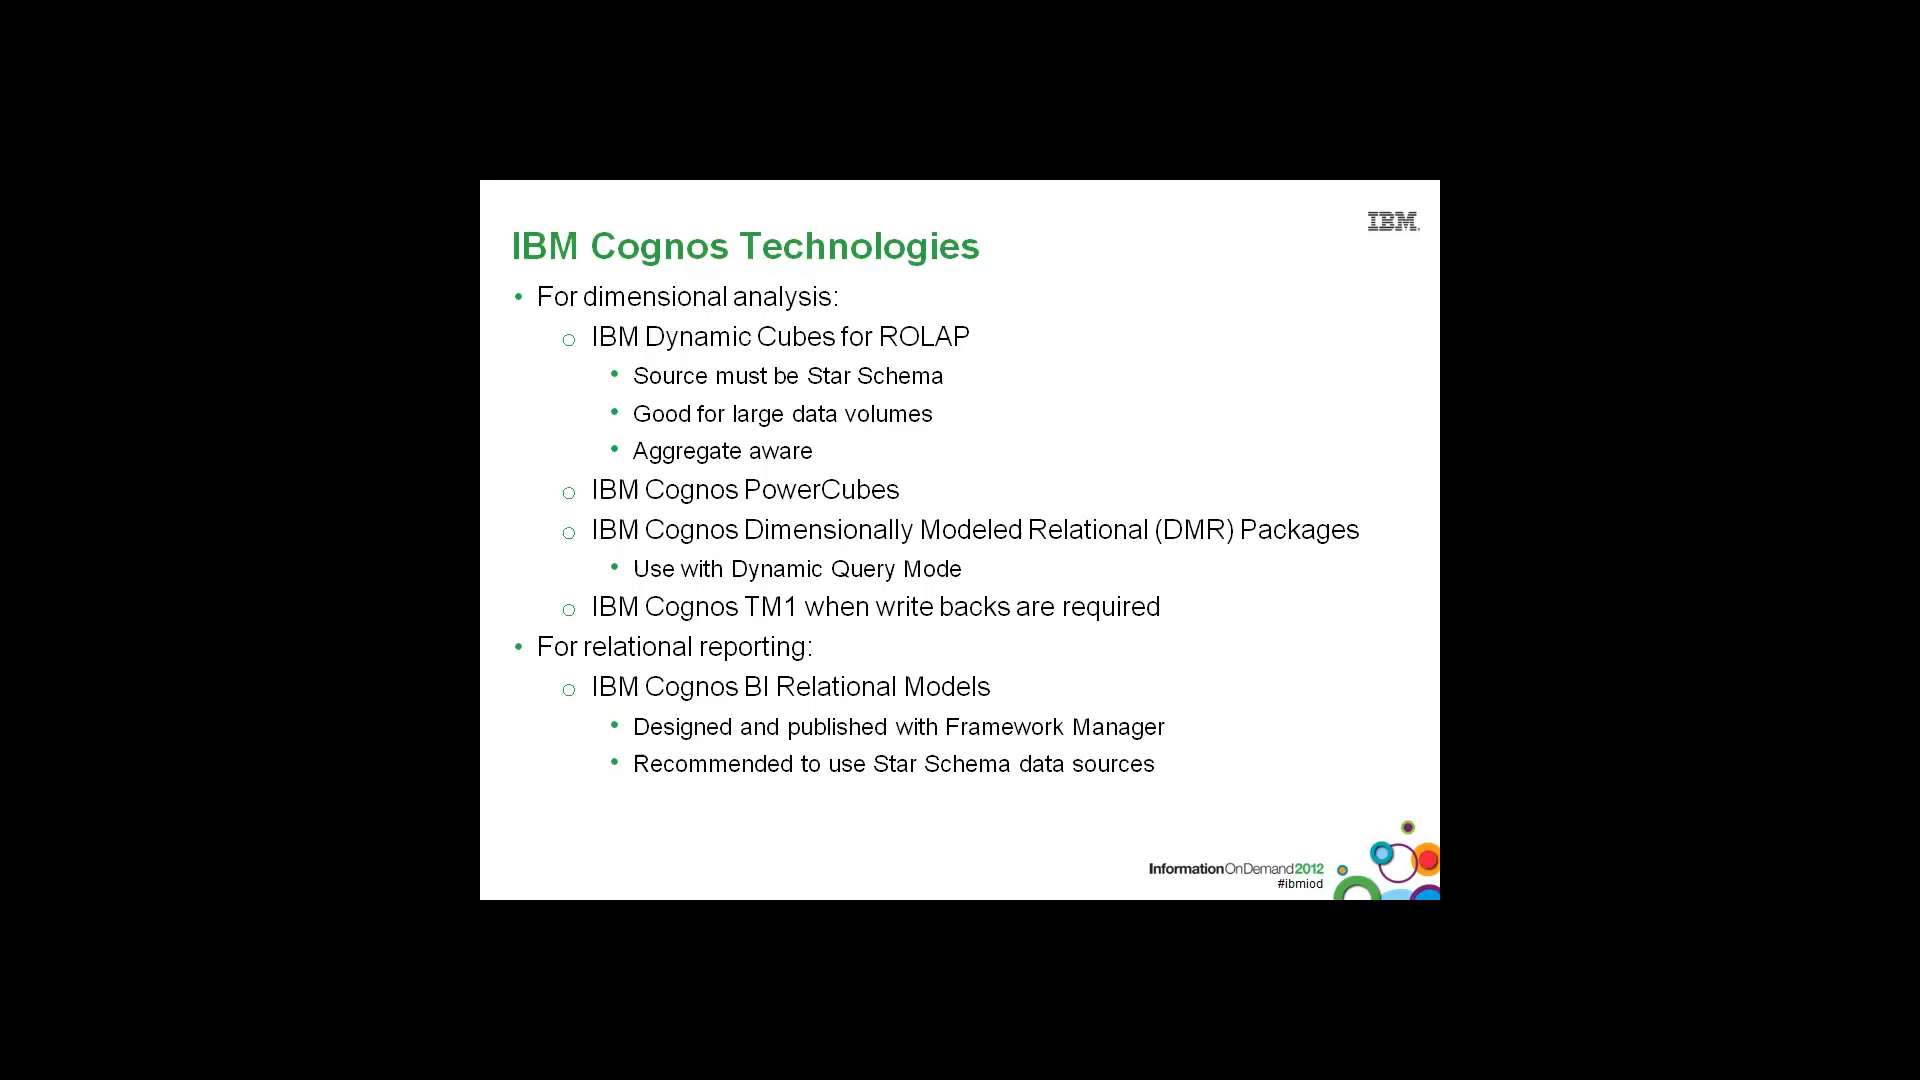 IBM
IBM Cognos Technologies
• For dimensional analysis:
o IBM Dynamic Cubes for ROLAP
• Source must be Star Schema
• Good for large data volumes
• Aggregate aware
o IBM Cognos PowerCubes
o IBM Cognos Dimensionally Modeled Relational (DMR) Packages
• Use with Dynamic Query Mode
o IBM Cognos TM1 when write backs are required
• For relational reporting:
o IBM Cognos BI Relational Models
• Designed and published with Framework Manager
• Recommended to use Star Schema data sources
InformationOnDemand2012
#ibmiod